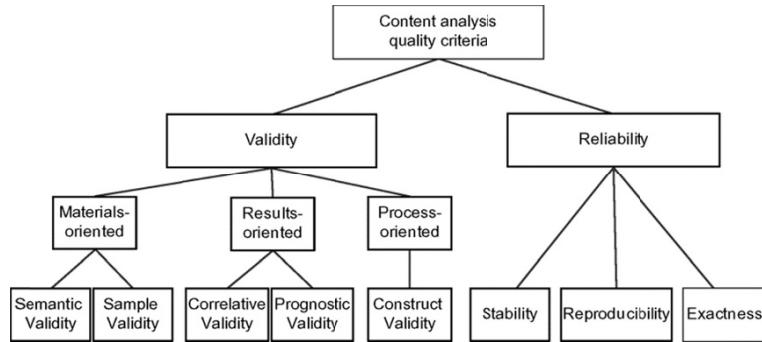 Content analysis
quality criteria
Validity
Reliability
Materials-
oriented
Results-
oriented
Process-
oriented
Semantic
Validity
Sample
Validity
Correlative
Validity
Prognostic
Validity
Construct
Validity
Stability
Reproducibility
Exactness